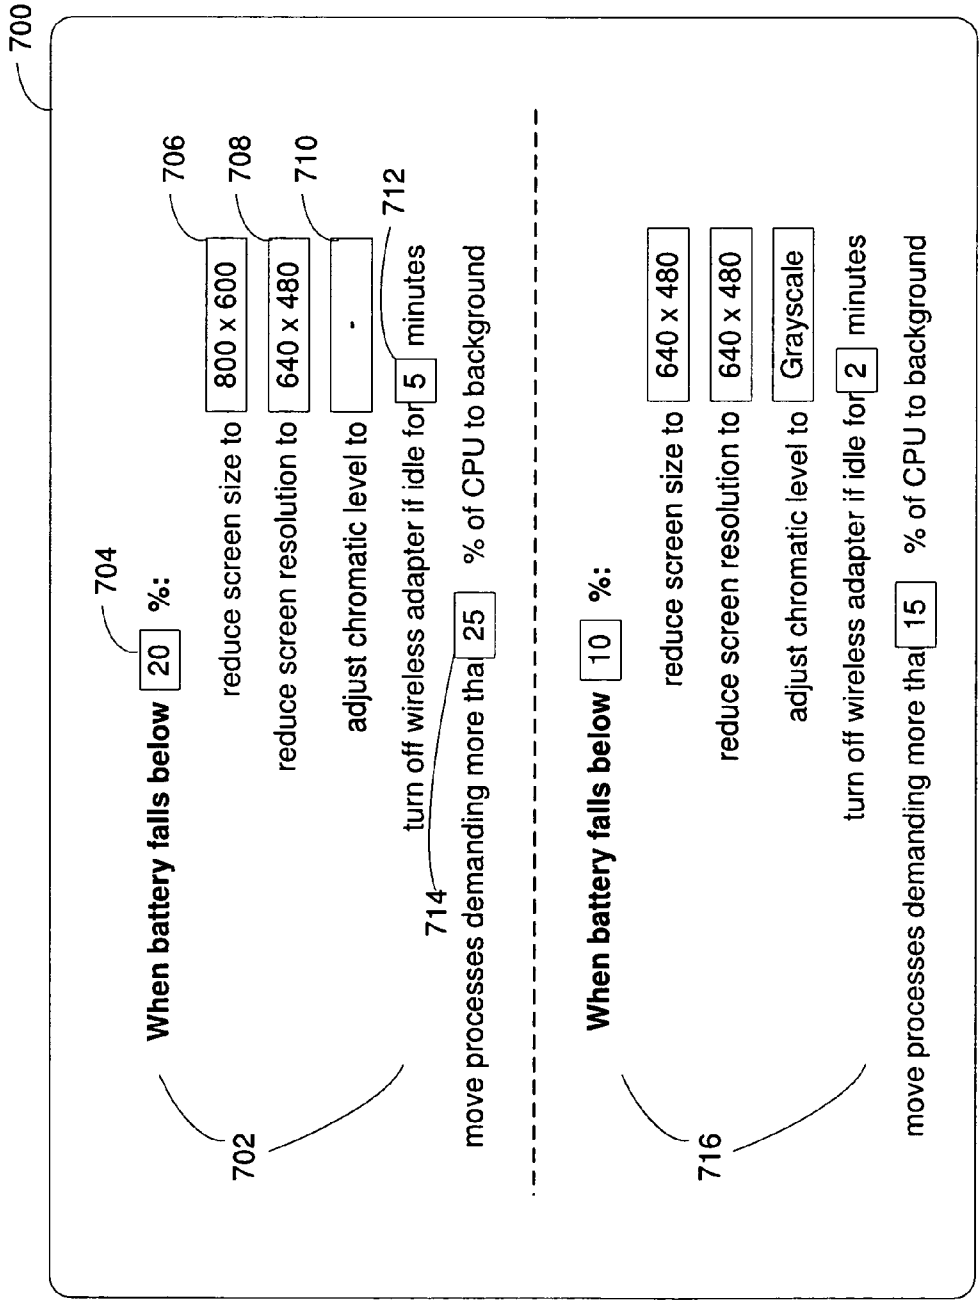 700
When battery falls below 20 %:
704
reduce screen size to 800 x 600
706
reduce screen resolution to 640 x 480
708
adjust chromatic level to -
710
turn off wireless adapter if idle for 5 minutes
712
move processes demanding more tha 25 % of CPU to background
714
702
When battery falls below 10 %:
reduce screen size to 640 x 480
reduce screen resolution to 640 x 480
adjust chromatic level to Grayscale
turn off wireless adapter if idle for 2 minutes
move processes demanding more tha 15 % of CPU to background
716